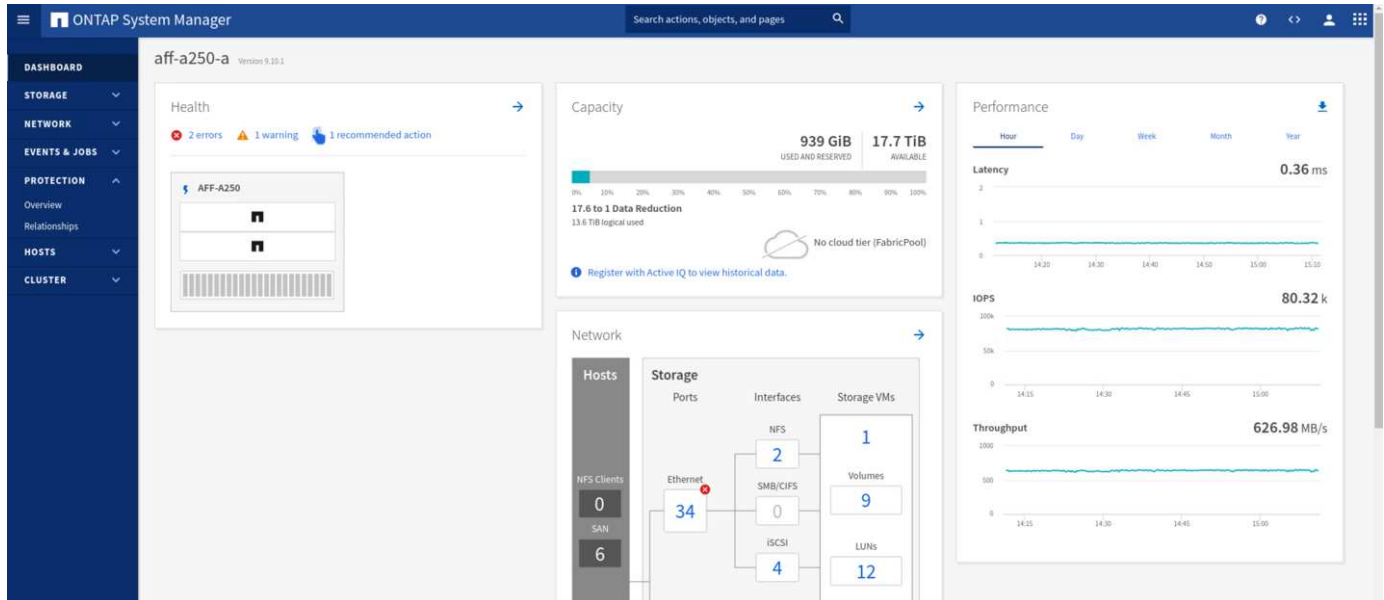 ONTAP System Manager
Search actions, objects, and pages
DASHBOARD
STORAGE
NETWORK
EVENTS & JOBS
PROTECTION
Overview
Relationships
HOSTS
CLUSTER
aff-a250-a Version 9.10.1
Health
2 errors 1 warning 1 recommended action
AFF-A250
Capacity
939 GiB 17.7 TiB
USED AND RESERVED AVAILABLE
0% 10% 20% 30% 40% 50% 60% 70% 80% 90% 100%
17.6 to 1 Data Reduction
13.6 TiB logical used
No cloud tier (FabricPool)
Register with Active IQ to view historical data.
Network
Hosts
Storage
Ports Interfaces Storage VMs
NFS
2
1
NFS Clients
0
SAN
6
Ethernet
34
SMB/CIFS
0
iSCSI
4
Volumes
9
LUNs
12
Performance
Hour Day Week Month Year
Latency 0.36 ms
2
1
0
14:20 14:30 14:40 14:50 15:00 15:10
IOPS 80.32 k
100k
50k
0
14:15 14:30 14:45 15:00
Throughput 626.98 MB/s
1000
500
0
14:15 14:30 14:45 15:00